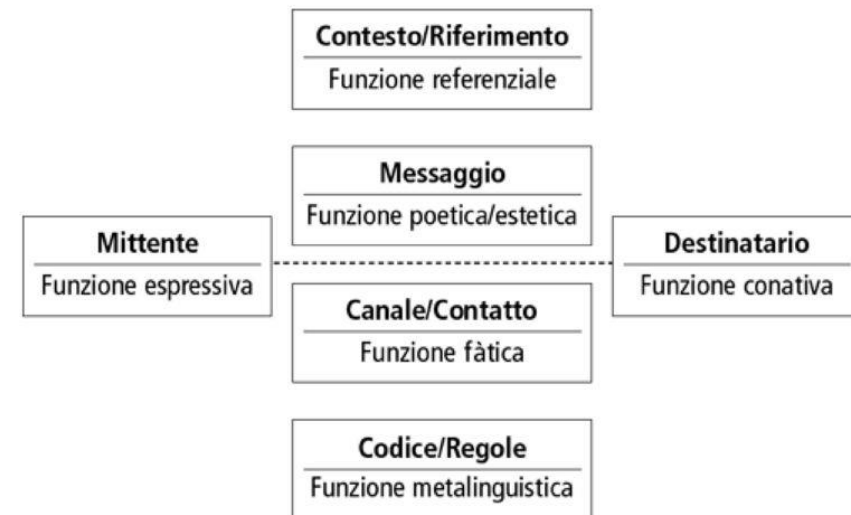 Contesto/Riferimento
Funzione referenziale
Messaggio
Funzione poetica/estetica
Mittente
Funzione espressiva
Destinatario
Funzione conativa
Canale/Contatto
Funzione fàtica
Codice/Regole
Funzione metalinguistica